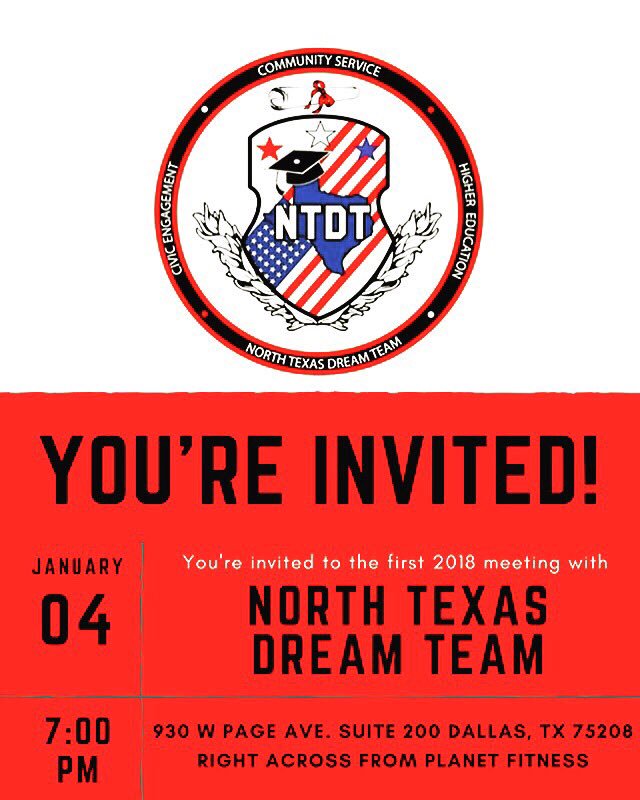 COMMUNITY SERVICE
CIVIC ENGAGEMENT
HIGHER EDUCATION
NTDT
NORTH TEXAS DREAM TEAM
YOU'RE INVITED!
JANUARY
04
You're invited to the first 2018 meeting with
NORTH TEXAS
DREAM TEAM
7:00
PM
930 W PAGE AVE. SUITE 200 DALLAS, TX 75208
RIGHT ACROSS FROM PLANET FITNESS